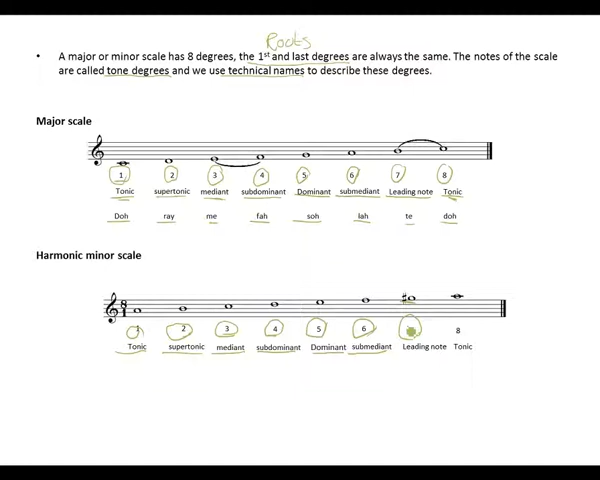 Roots
• A major or minor scale has 8 degrees, the 1st and last degrees are always the same. The notes of the scale
are called tone degrees and we use technical names to describe these degrees.
Major scale
1 2 3 4 5 6 7 8
Tonic supertonic mediant subdominant Dominant submediant Leading note Tonic
Doh ray me fah soh lah te doh
Harmonic minor scale
8
1
1 2 3 4 5 6 8
Tonic supertonic mediant subdominant Dominant submediant Leading note Tonic